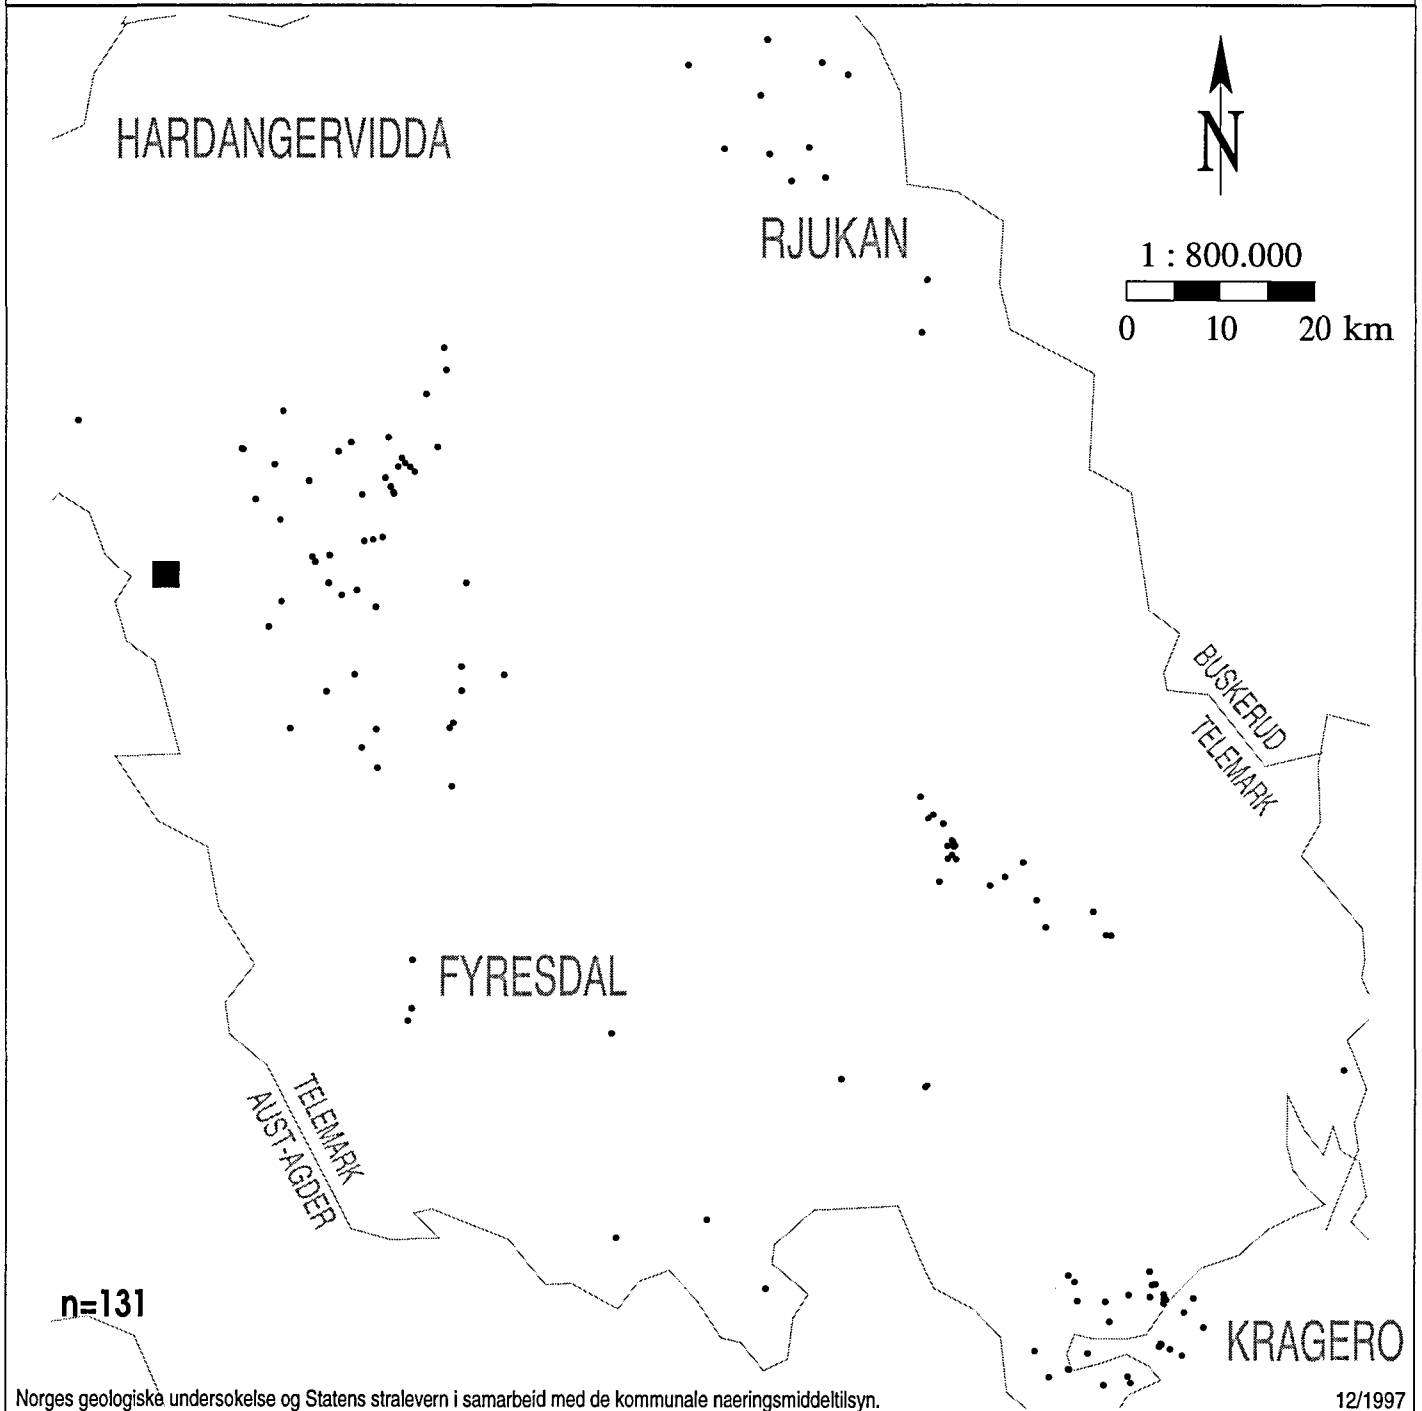 HARDANGERVIDDA
N
RJUKAN
1 : 800.000
0 10 20 km
BUSKERUD
TELEMARK
FYRESDAL
TELEMARK
AUST-AGDER
n=131
KRAGERO
Norges geologiske undersokelse og Statens stralevern i samarbeid med de kommunale naeringsmiddeltilsyn. 12/1997